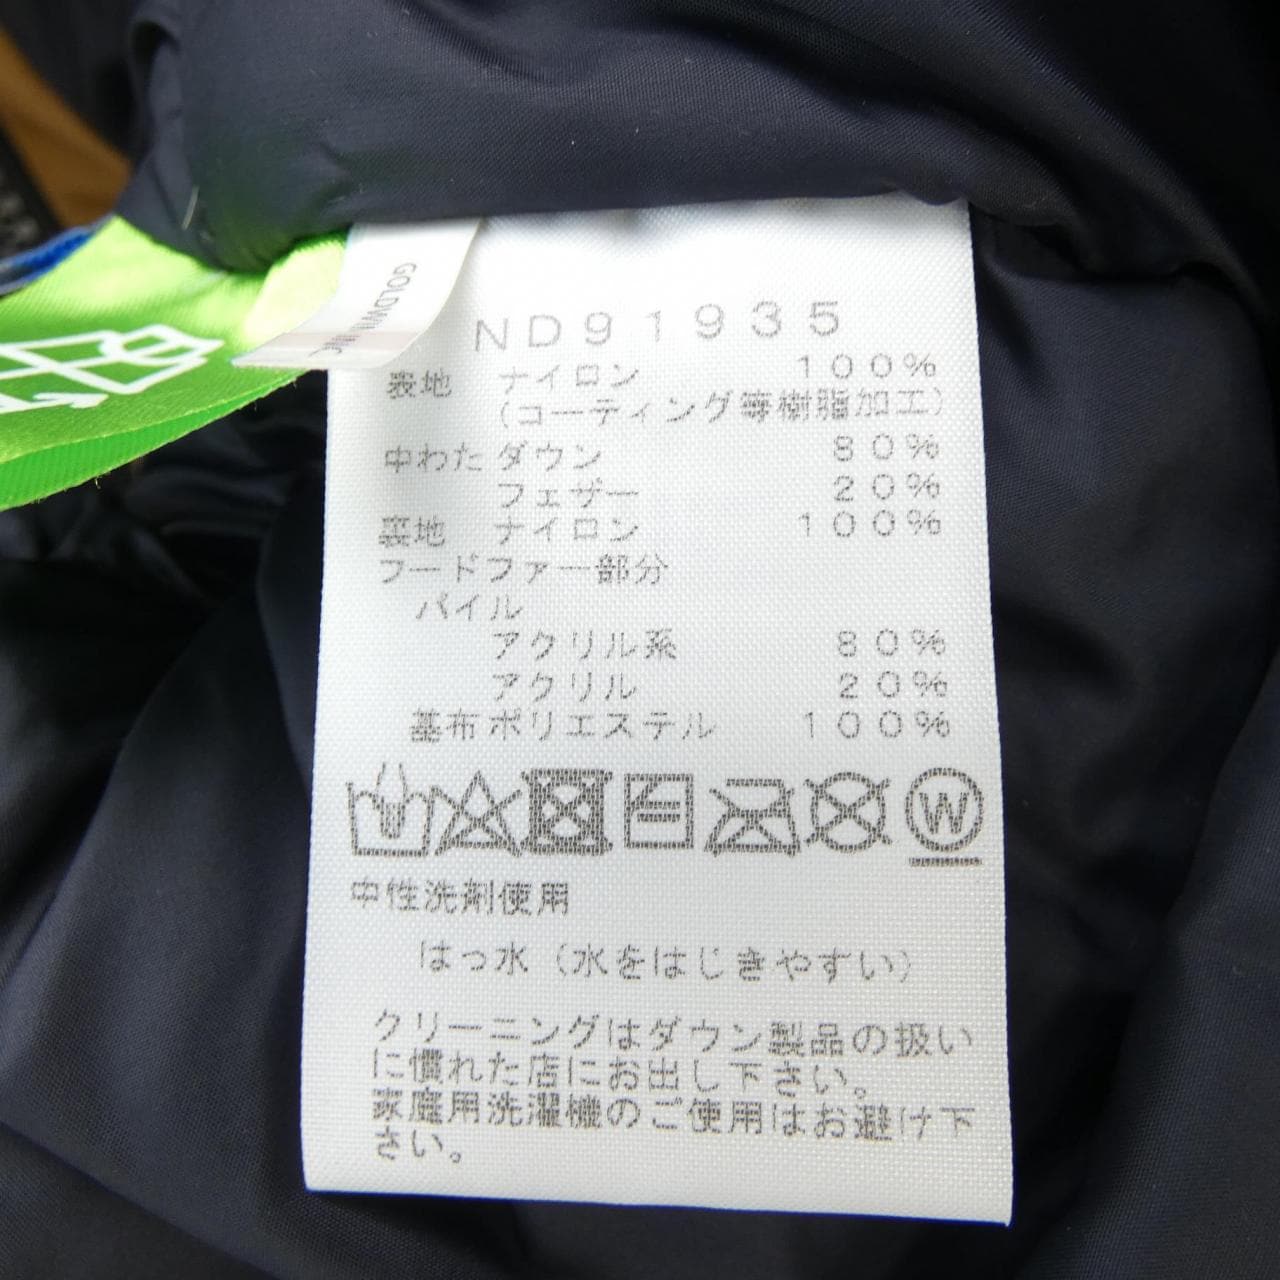 GOLDWIN INC
ND91935
表地 ナイロン 100%
(コーティング等樹脂加工)
中わた ダウン 80%
フェザー 20%
裏地 ナイロン 100%
フードファー部分
パイル
アクリル系 80%
アクリル 20%
基布 ポリエステル 100%
W
中性洗剤使用
はっ水(水をはじきやすい)
クリーニングはダウン製品の扱い
に慣れた店にお出し下さい。
家庭用洗濯機のご使用はお避け下
さい。